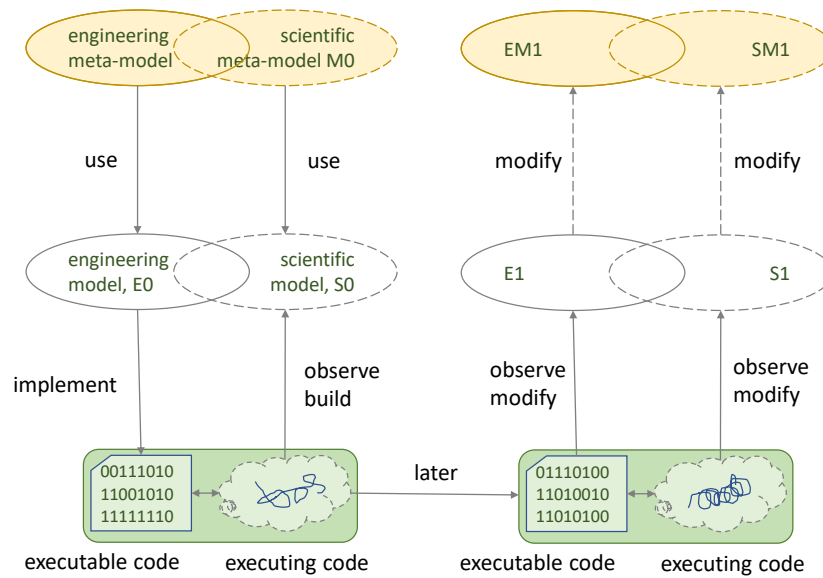 engineering
meta-model
scientific
meta-model M0
EM1
SM1
use
use
modify
modify
engineering
model, E0
scientific
model, S0
E1
S1
implement
observe
build
observe
modify
observe
modify
00111010
11001010
11111110
later
01110100
11010010
11010100
executable code
executing code
executable code
executing code